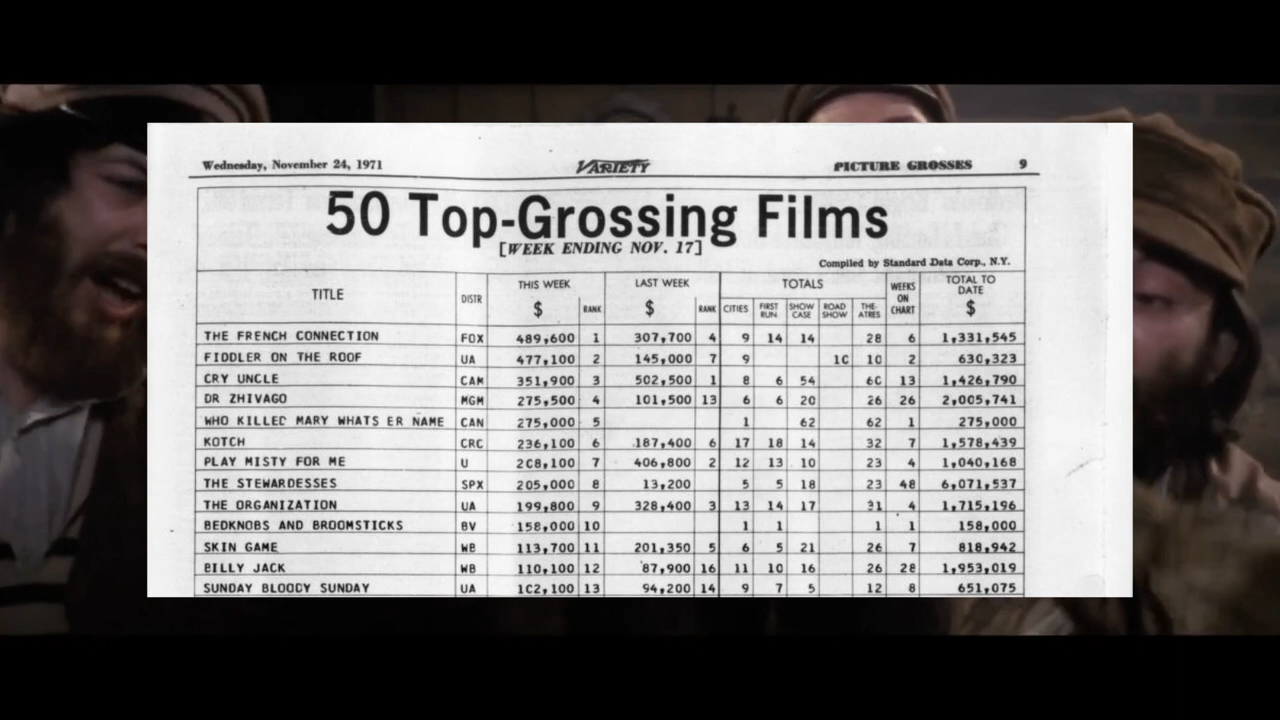 Wednesday, November 24, 1971 VARIETY PICTURE GROSSES 9
50 Top-Grossing Films
[WEEK ENDING NOV. 17]
Compiled by Standard Data Corp., N.Y.
TITLE DISTR THIS WEEK $ RANK LAST WEEK $ RANK TOTALS CITIES FIRST RUN SHOW CASE ROAD SHOW THE- ATRES WEEKS ON CHART TOTAL TO DATE $
THE FRENCH CONNECTION FOX 489,600 1 307,700 4 9 14 14 28 6 1,331,545
FIDDLER ON THE ROOF UA 477,100 2 145,000 7 9 1C 10 2 630,323
CRY UNCLE CAM 351,900 3 502,500 1 8 6 54 6C 13 1,426,790
DR ZHIVAGO MGM 275,500 4 101,500 13 6 6 20 26 26 2,005,741
WHO KILLED MARY WHATS ER NAME CAN 275,000 5 1 62 62 1 275,000
KOTCH CRC 236,100 6 187,400 6 17 18 14 32 7 1,578,439
PLAY MISTY FOR ME U 2C8,100 7 406,800 2 12 13 10 23 4 1,040,168
THE STEWARDESSES SPX 205,000 8 13,200 5 5 18 23 48 6,071,537
THE ORGANIZATION UA 199,800 9 328,400 3 13 14 17 31 4 1,715,196
BEDKNOBS AND BROOMSTICKS BV 158,000 10 1 1 1 1 158,000
SKIN GAME WB 113,700 11 201,350 5 6 5 21 26 7 818,942
BILLY JACK WB 110,100 12 87,900 16 11 10 16 26 28 1,953,019
SUNDAY BLOODY SUNDAY UA 1C2,100 13 94,200 14 9 7 5 12 8 651,075